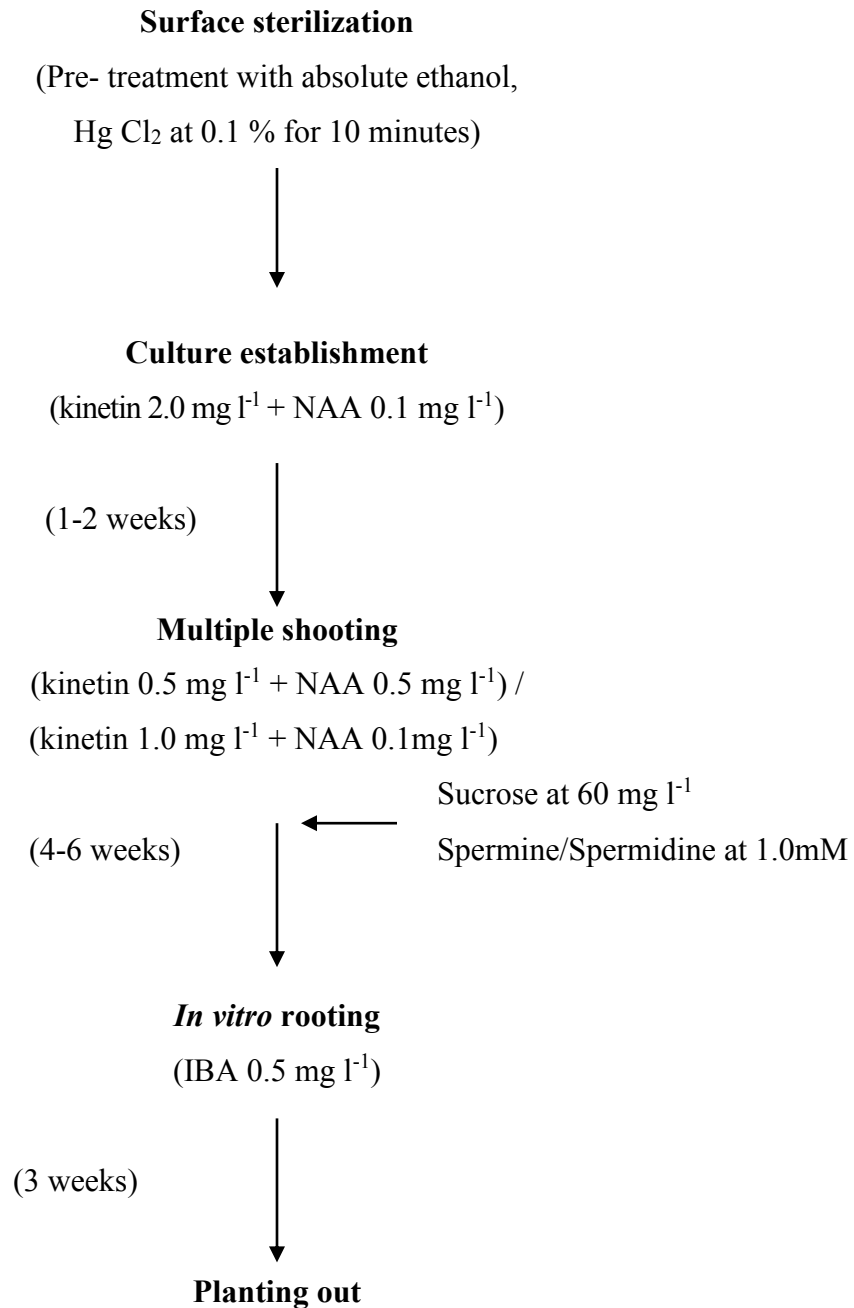 Surface sterilization
(Pre- treatment with absolute ethanol,
Hg Cl₂ at 0.1 % for 10 minutes)
Culture establishment
(kinetin 2.0 mg l⁻¹ + NAA 0.1 mg l⁻¹)
(1-2 weeks)
Multiple shooting
(kinetin 0.5 mg l⁻¹ + NAA 0.5 mg l⁻¹) /
(kinetin 1.0 mg l⁻¹ + NAA 0.1mg l⁻¹)
Sucrose at 60 mg l⁻¹
(4-6 weeks)
Spermine/Spermidine at 1.0mM
In vitro rooting
(IBA 0.5 mg l⁻¹)
(3 weeks)
Planting out